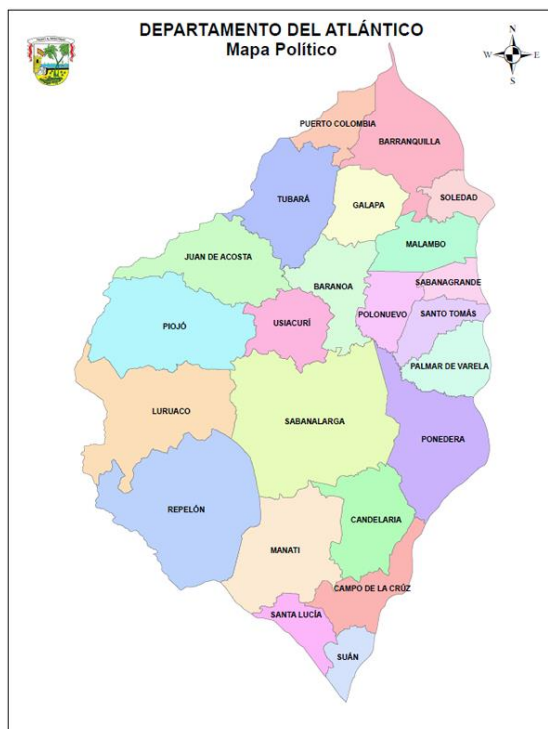 DEPARTAMENTO DEL ATLÁNTICO
Mapa Político
N
W
E
S
PUERTO COLOMBIA
BARRANQUILLA
TUBARÁ
GALAPA
SOLEDAD
MALAMBO
JUAN DE ACOSTA
BARANOA
SABANAGRANDE
POLONUEVO
SANTO TOMÁS
USIACURÍ
PIOJÓ
PALMAR DE VARELA
LURUACO
SABANALARGA
PONEDERA
REPELÓN
CANDELARIA
MANATI
CAMPO DE LA CRÚZ
SANTA LUCÍA
SUÁN